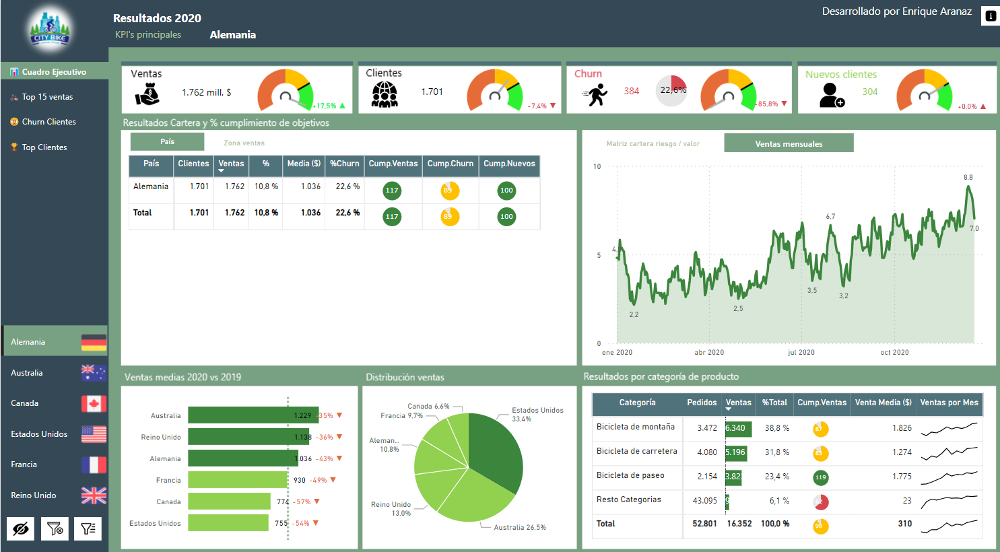 CITY BIKE
Resultados 2020
KPI's principales
Alemania
Desarrollado por Enrique Aranaz
Cuadro Ejecutivo
Top 15 ventas
Churn Clientes
Top Clientes
Alemania
Australia
Canada
Estados Unidos
Francia
Reino Unido
Ventas
1.762 mill. $
+17,5%
Clientes
1.701
-7,4%
Churn
384
22,6%
-85,8%
Nuevos clientes
304
+0,0%
Resultados Cartera y % cumplimiento de objetivos
País
Zona ventas
País Clientes Ventas % Media ($) %Churn Cump.Ventas Cump.Churn Cump.Nuevos
Alemania 1.701 1.762 10,8 % 1.036 22,6 % 117 89 100
Total 1.701 1.762 10,8 % 1.036 22,6 % 117 89 100
Matriz cartera riesgo / valor
Ventas mensuales
10
5
0
8,8
6,7
7,0
3,5
3,2
2,5
2,2
ene 2020 abr 2020 jul 2020 oct 2020
Ventas medias 2020 vs 2019
Australia 1.229 -35%
Reino Unido 1.138 -36%
Alemania 1.036 -43%
Francia 930 -49%
Canada 774 -57%
Estados Unidos 755 -54%
Distribución ventas
Canada 6,6%
Francia 9,7%
Aleman...
10,8%
Reino Unido
13,0%
Estados Unidos
33,4%
Australia 26,5%
Resultados por categoría de producto
Categoría Pedidos Ventas %Total Cump.Ventas Venta Media ($) Ventas por Mes
Bicicleta de montaña 3.472 6.340 38,8 % 87 1.826
Bicicleta de carretera 4.080 5.196 31,8 % 85 1.274
Bicicleta de paseo 2.154 3.82 23,4 % 119 1.775
Resto Categorias 43.095 9 6,1 % 23
Total 52.801 16.352 100,0 % 90 310